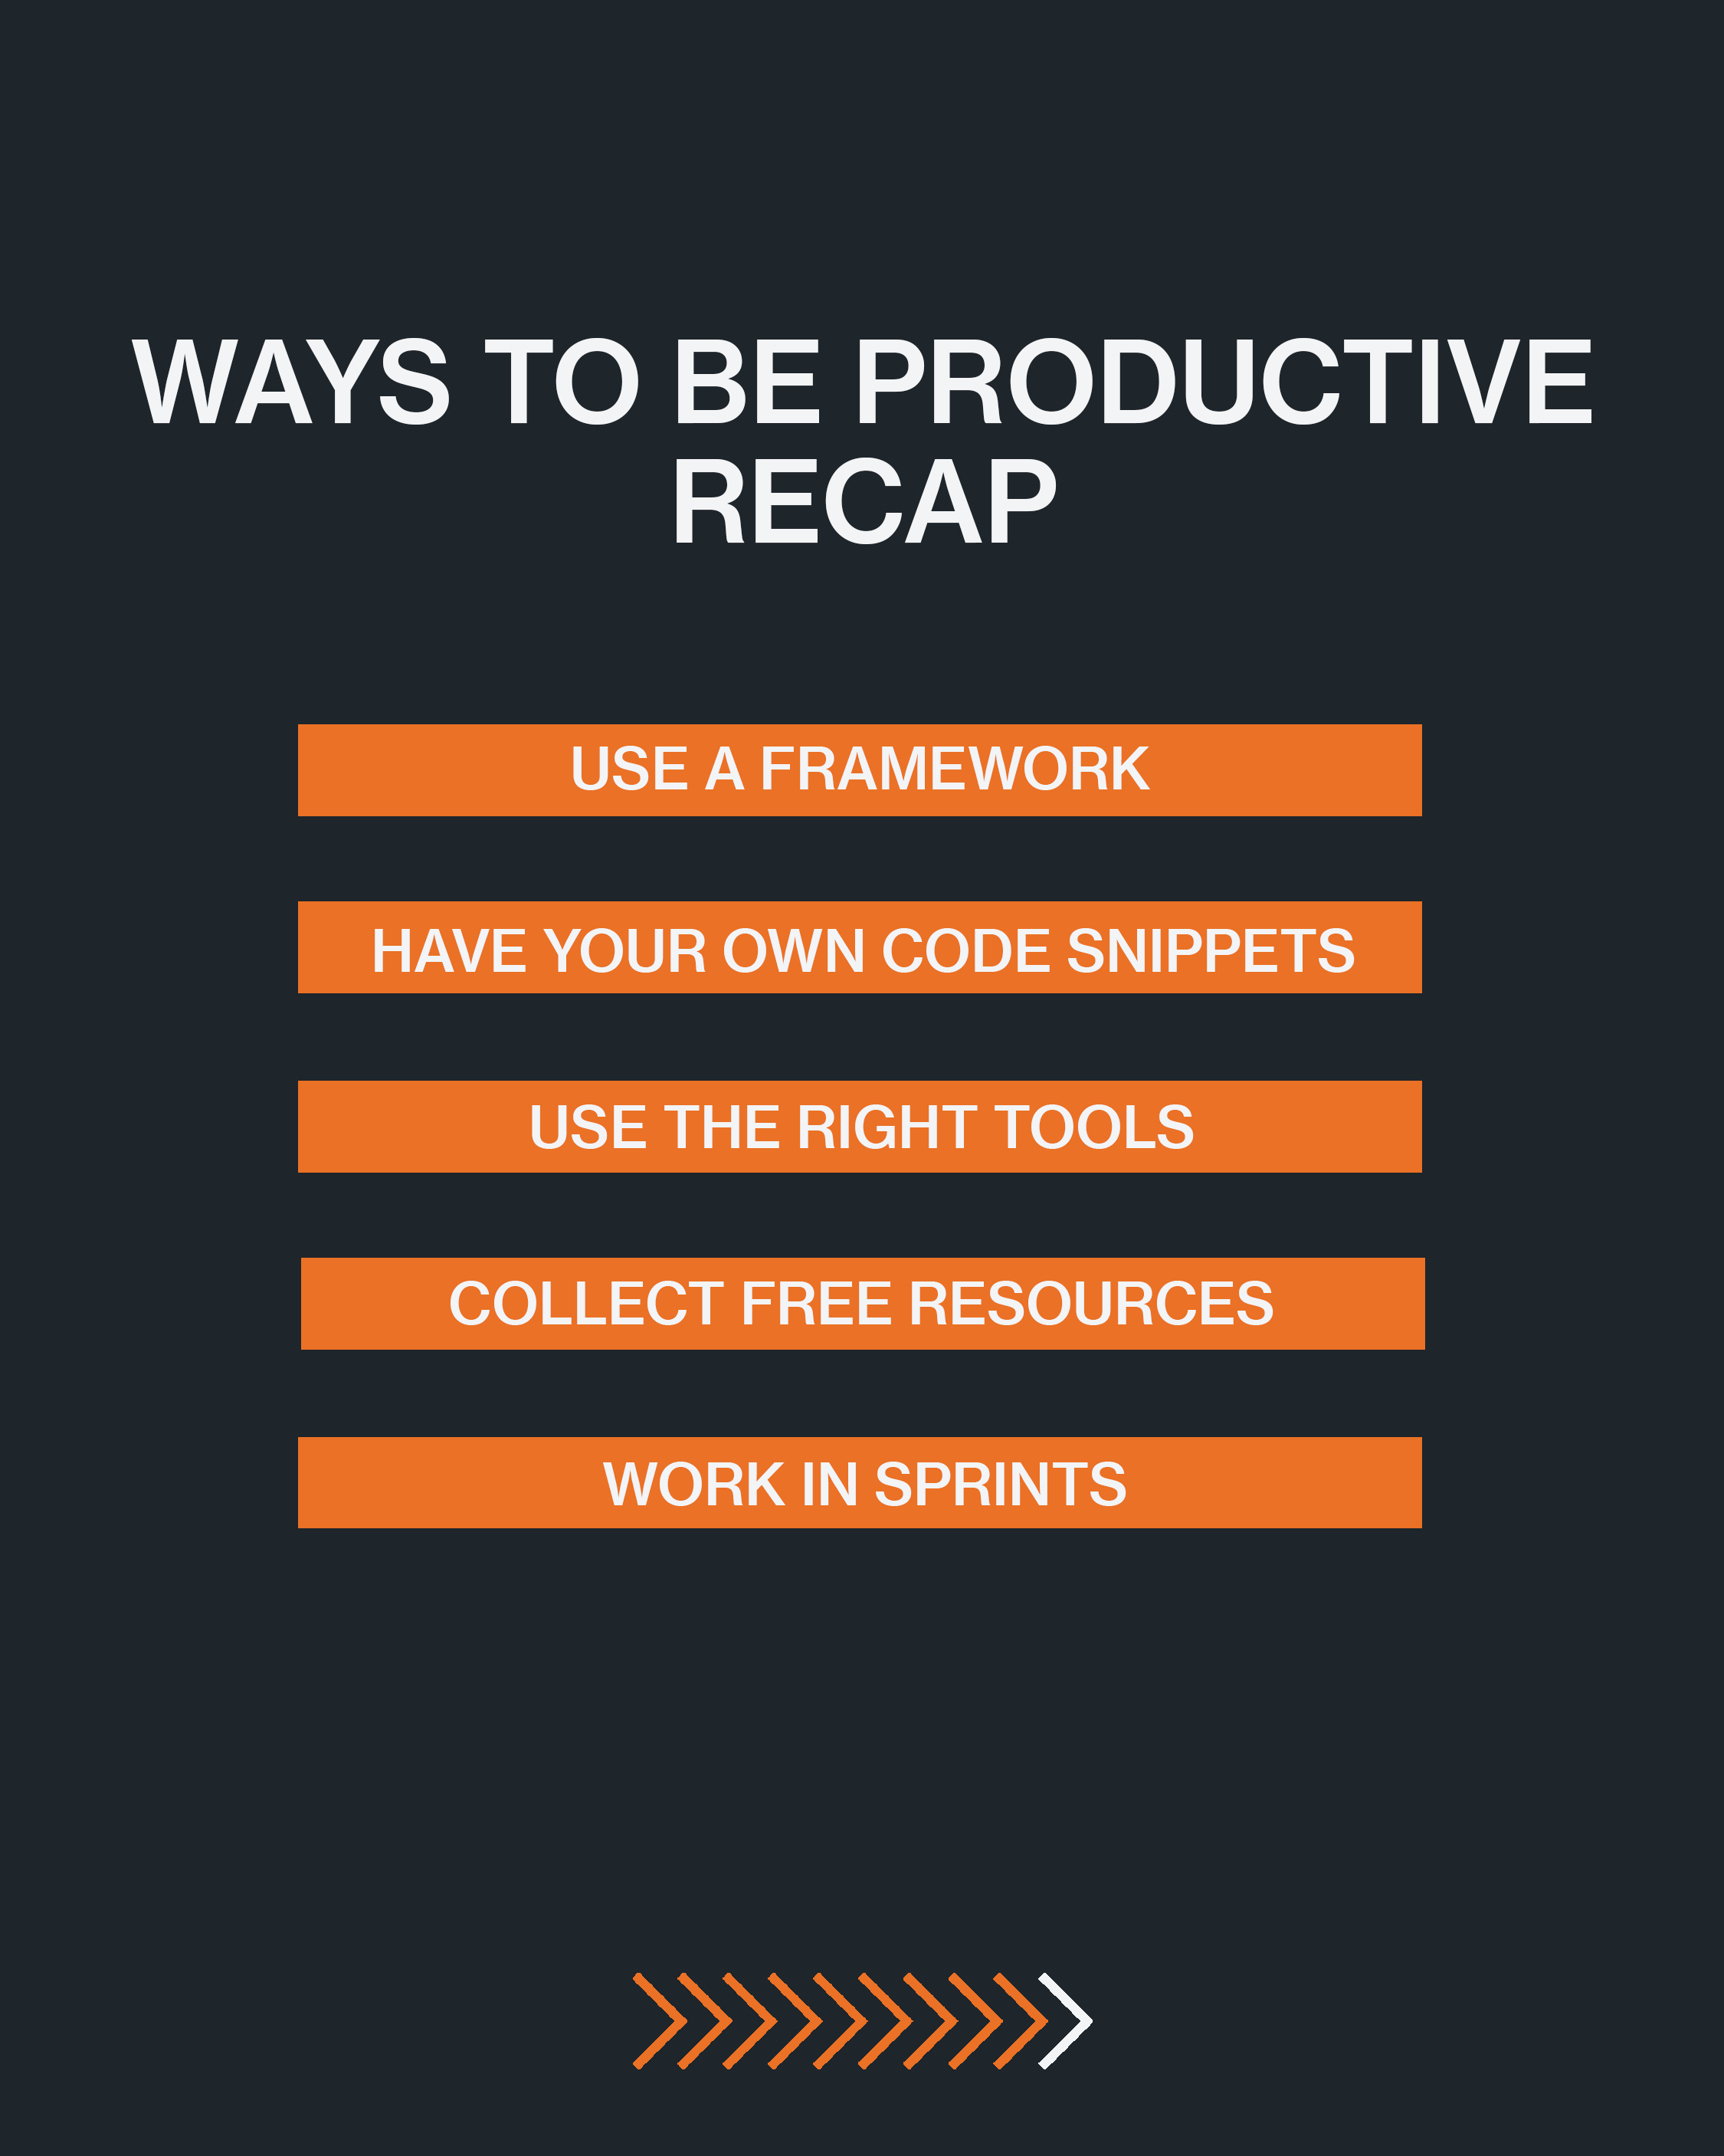 WAYS TO BE PRODUCTIVE
RECAP
USE A FRAMEWORK
HAVE YOUR OWN CODE SNIPPETS
USE THE RIGHT TOOLS
COLLECT FREE RESOURCES
WORK IN SPRINTS